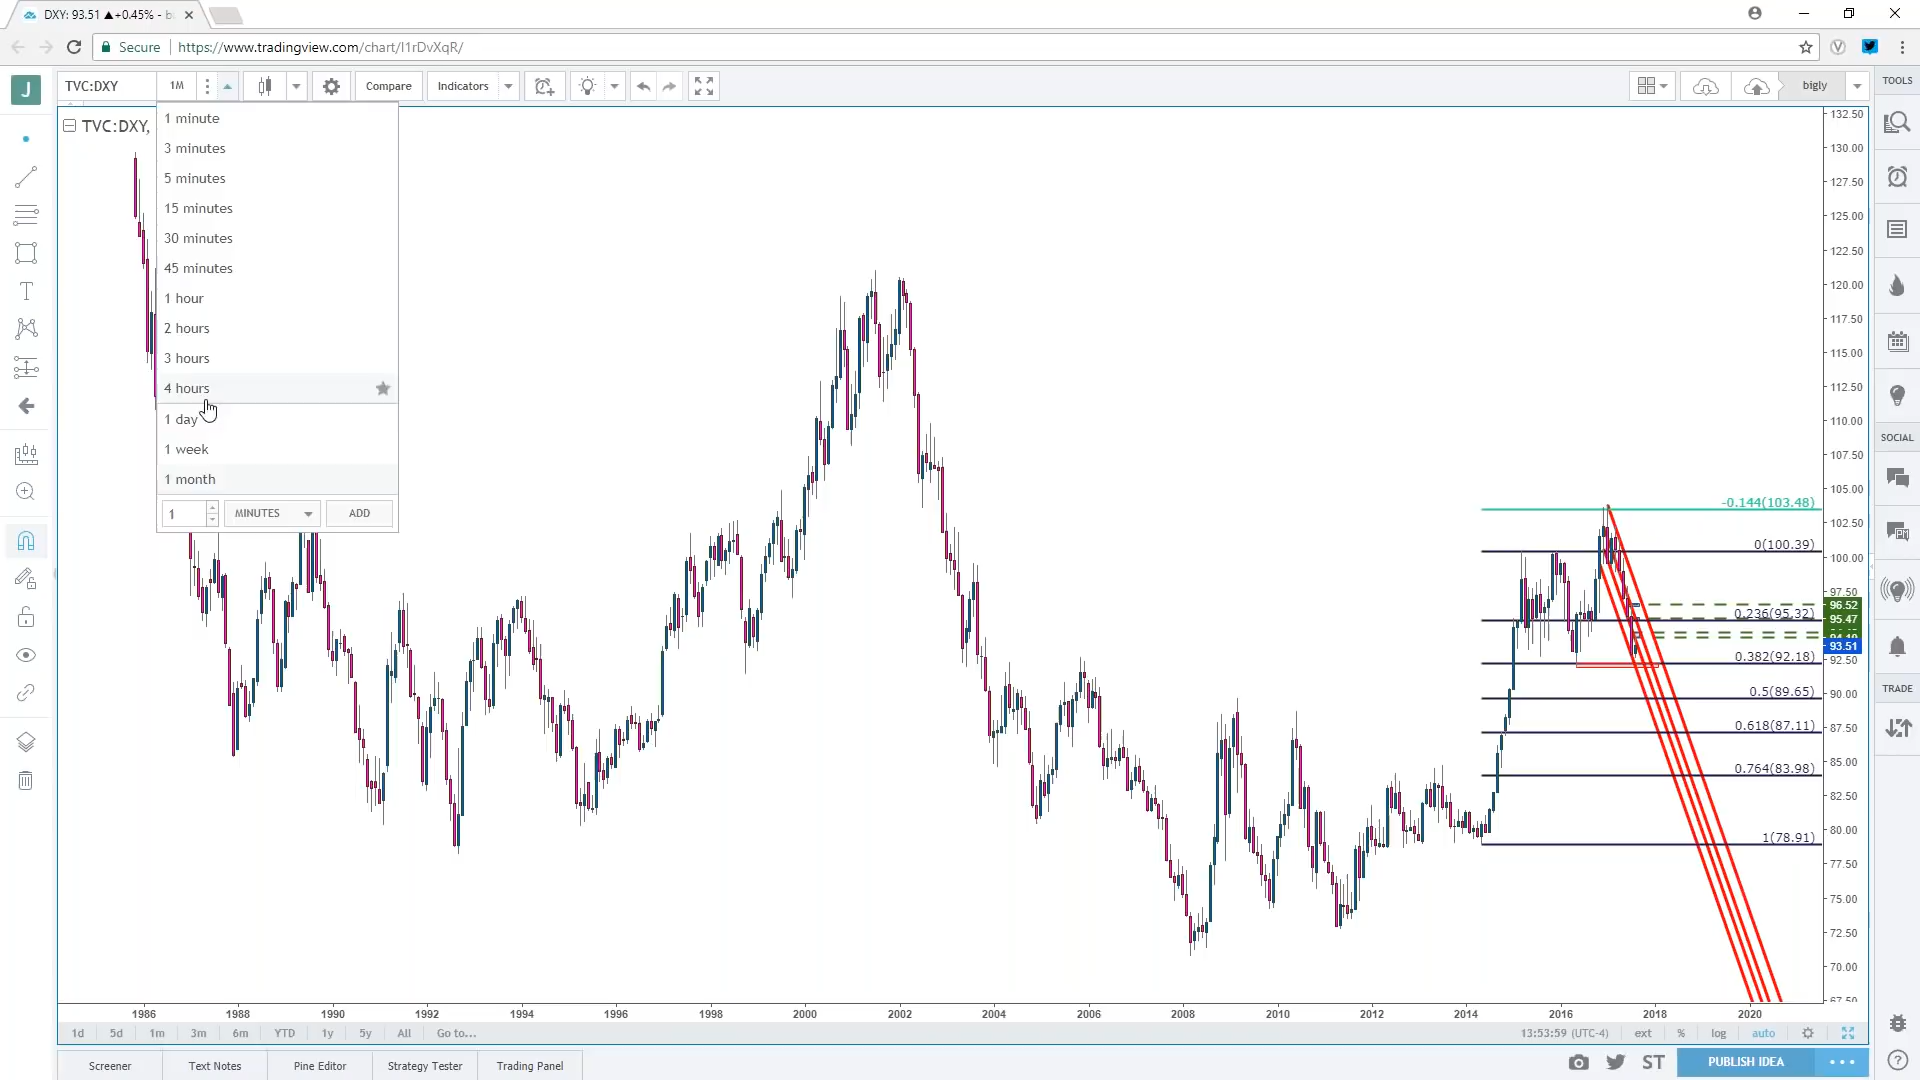 DXY: 93.51 ▲+0.45% - b
Secure https://www.tradingview.com/chart/I1rDvXqR/
J
TVC:DXY 1M Compare Indicators bigly
TOOLS
TVC:DXY,
1 minute
3 minutes
5 minutes
15 minutes
30 minutes
45 minutes
1 hour
2 hours
3 hours
4 hours
1 day
1 week
1 month
1 MINUTES ADD
132.50
130.00
127.50
125.00
122.50
120.00
117.50
115.00
112.50
110.00
107.50
105.00
102.50
100.00
97.50
96.52
95.47
93.51
92.50
90.00
87.50
85.00
82.50
80.00
77.50
75.00
72.50
70.00
67.50
-0.144(103.48)
0(100.39)
0.236(95.32)
0.382(92.18)
0.5(89.65)
0.618(87.11)
0.764(83.98)
1(78.91)
SOCIAL
TRADE
1986 1988 1990 1992 1994 1996 1998 2000 2002 2004 2006 2008 2010 2012 2014 2016 2018 2020
1d 5d 1m 3m 6m YTD 1y 5y All Go to... 13:53:59 (UTC-4) ext % log auto
Screener Text Notes Pine Editor Strategy Tester Trading Panel ST PUBLISH IDEA